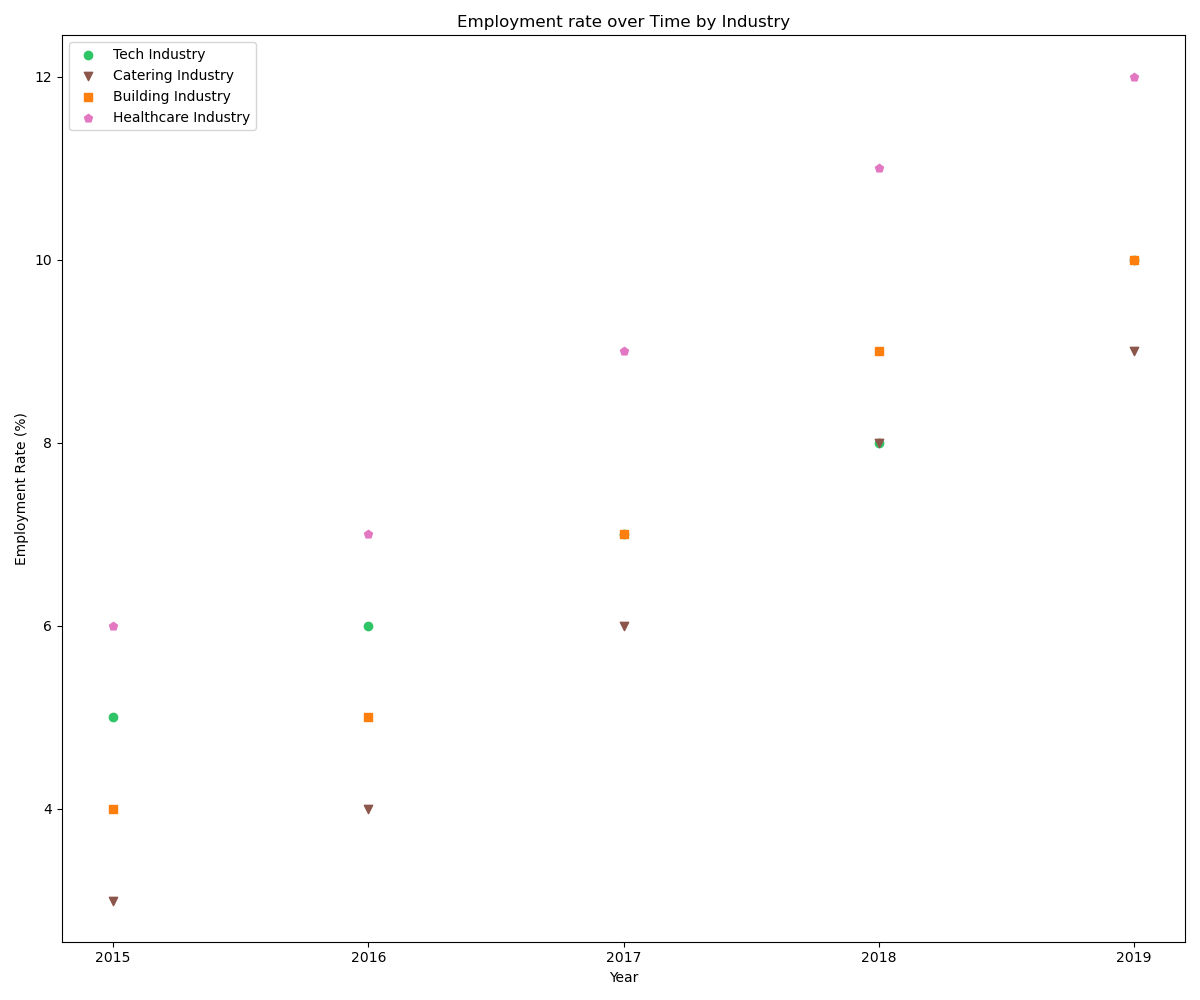 Employment rate over Time by Industry
Tech Industry
Catering Industry
Building Industry
Healthcare Industry
12
10
8
6
4
Employment Rate (%)
2015 2016 2017 2018 2019
Year